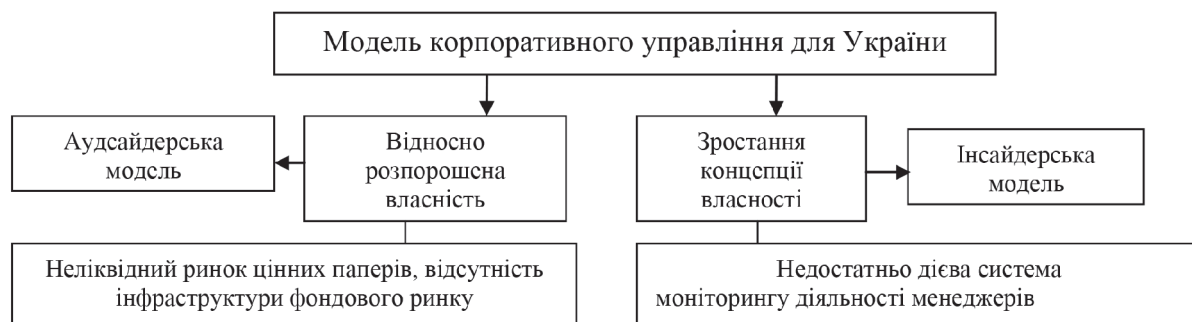 Модель корпоративного управління для України
Аудсайдерська
модель
Відносно
розпорошена
власність
Зростання
концепції
власності
Інсайдерська
модель
Неліквідний ринок цінних паперів, відсутність
інфраструктури фондового ринку
Недостатньо дієва система
моніторингу діяльності менеджерів